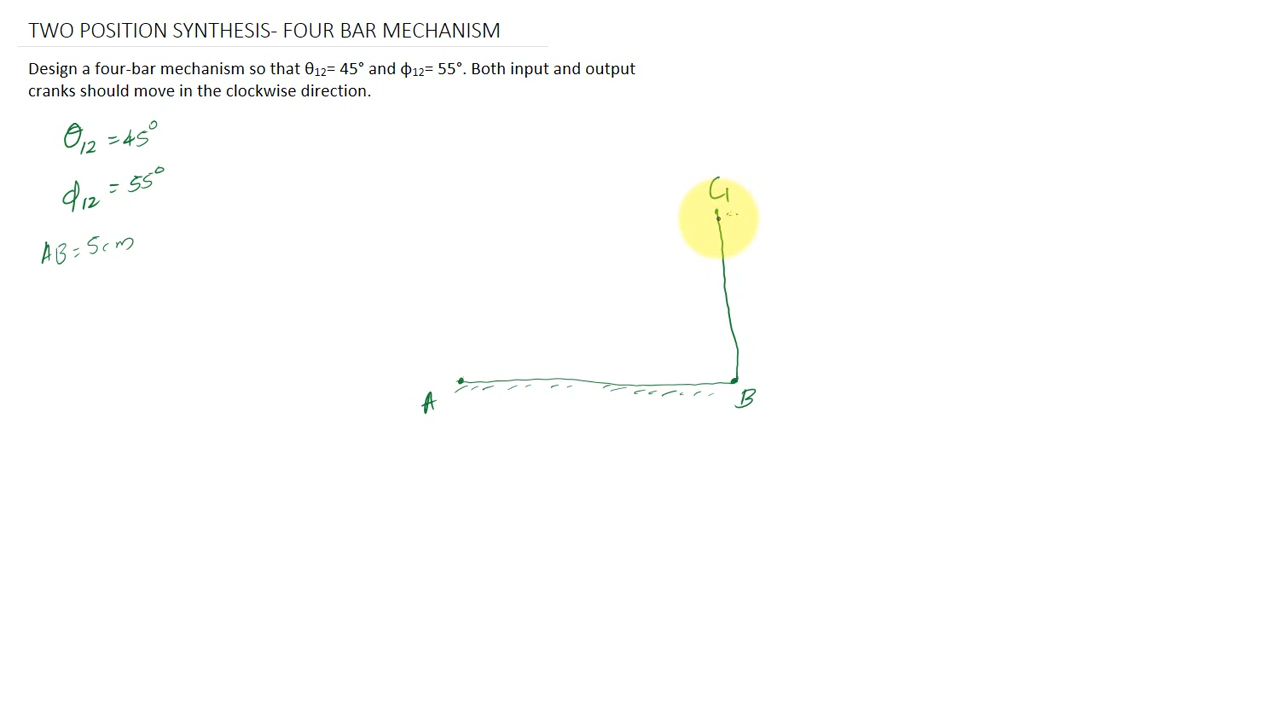 TWO POSITION SYNTHESIS- FOUR BAR MECHANISM
Design a four-bar mechanism so that θ₁₂= 45° and ϕ₁₂= 55°. Both input and output
cranks should move in the clockwise direction.
θ₁₂ = 45°
ϕ₁₂ = 55°
AB = 5cm
C₁
A
B